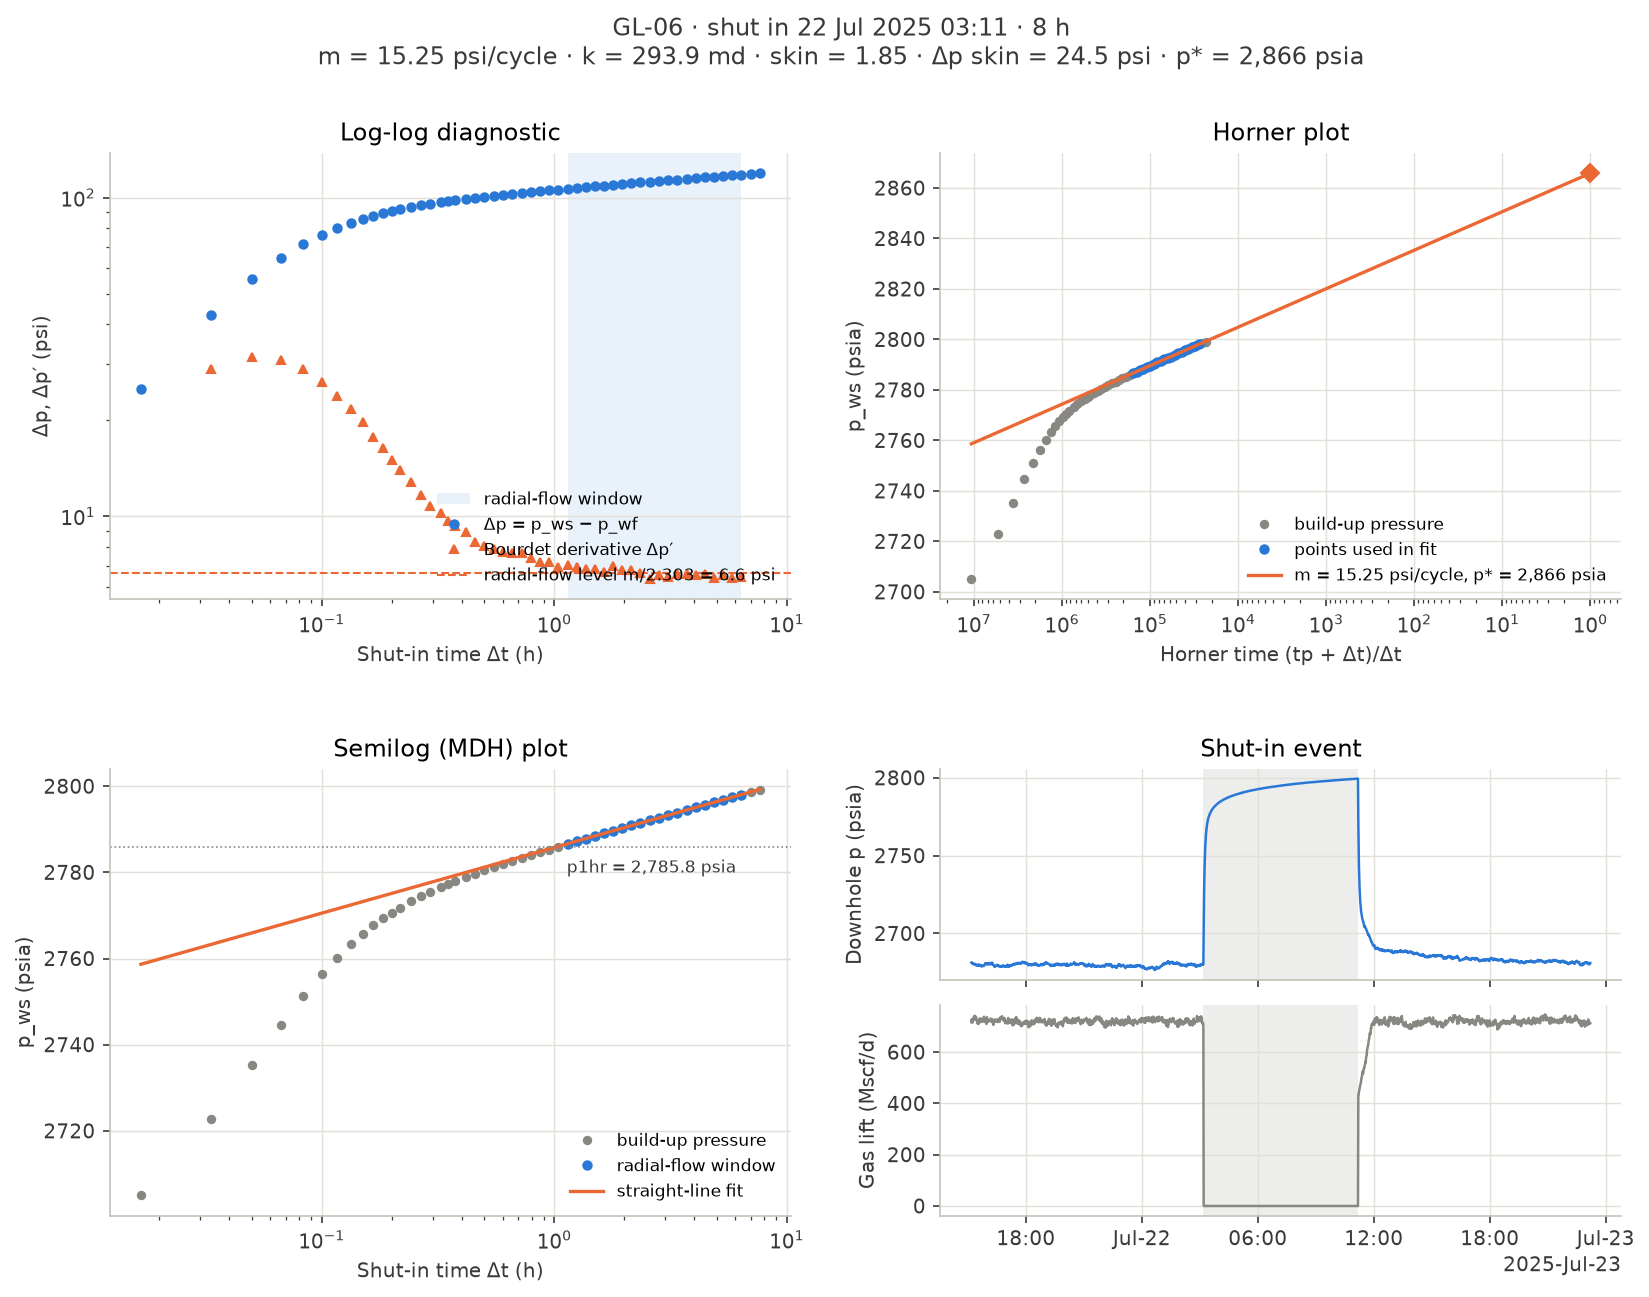 GL-06 · shut in 22 Jul 2025 03:11 · 8 h
m = 15.25 psi/cycle · k = 293.9 md · skin = 1.85 · Δp skin = 24.5 psi · p* = 2,866 psia
Log-log diagnostic
Δp, Δp′ (psi)
10²
10¹
radial-flow window
Δp = p_ws − p_wf
Bourdet derivative Δp′
radial-flow level m/2.303 = 6.6 psi
10⁻¹
10⁰
10¹
Shut-in time Δt (h)
Horner plot
p_ws (psia)
2860
2840
2820
2800
2780
2760
2740
2720
2700
build-up pressure
points used in fit
m = 15.25 psi/cycle, p* = 2,866 psia
10⁷
10⁶
10⁵
10⁴
10³
10²
10¹
10⁰
Horner time (tp + Δt)/Δt
Semilog (MDH) plot
p_ws (psia)
2800
2780
2760
2740
2720
p1hr = 2,785.8 psia
build-up pressure
radial-flow window
straight-line fit
10⁻¹
10⁰
10¹
Shut-in time Δt (h)
Shut-in event
Downhole p (psia)
2800
2750
2700
Gas lift (Mscf/d)
600
400
200
0
18:00
Jul-22
06:00
12:00
18:00
Jul-23
2025-Jul-23